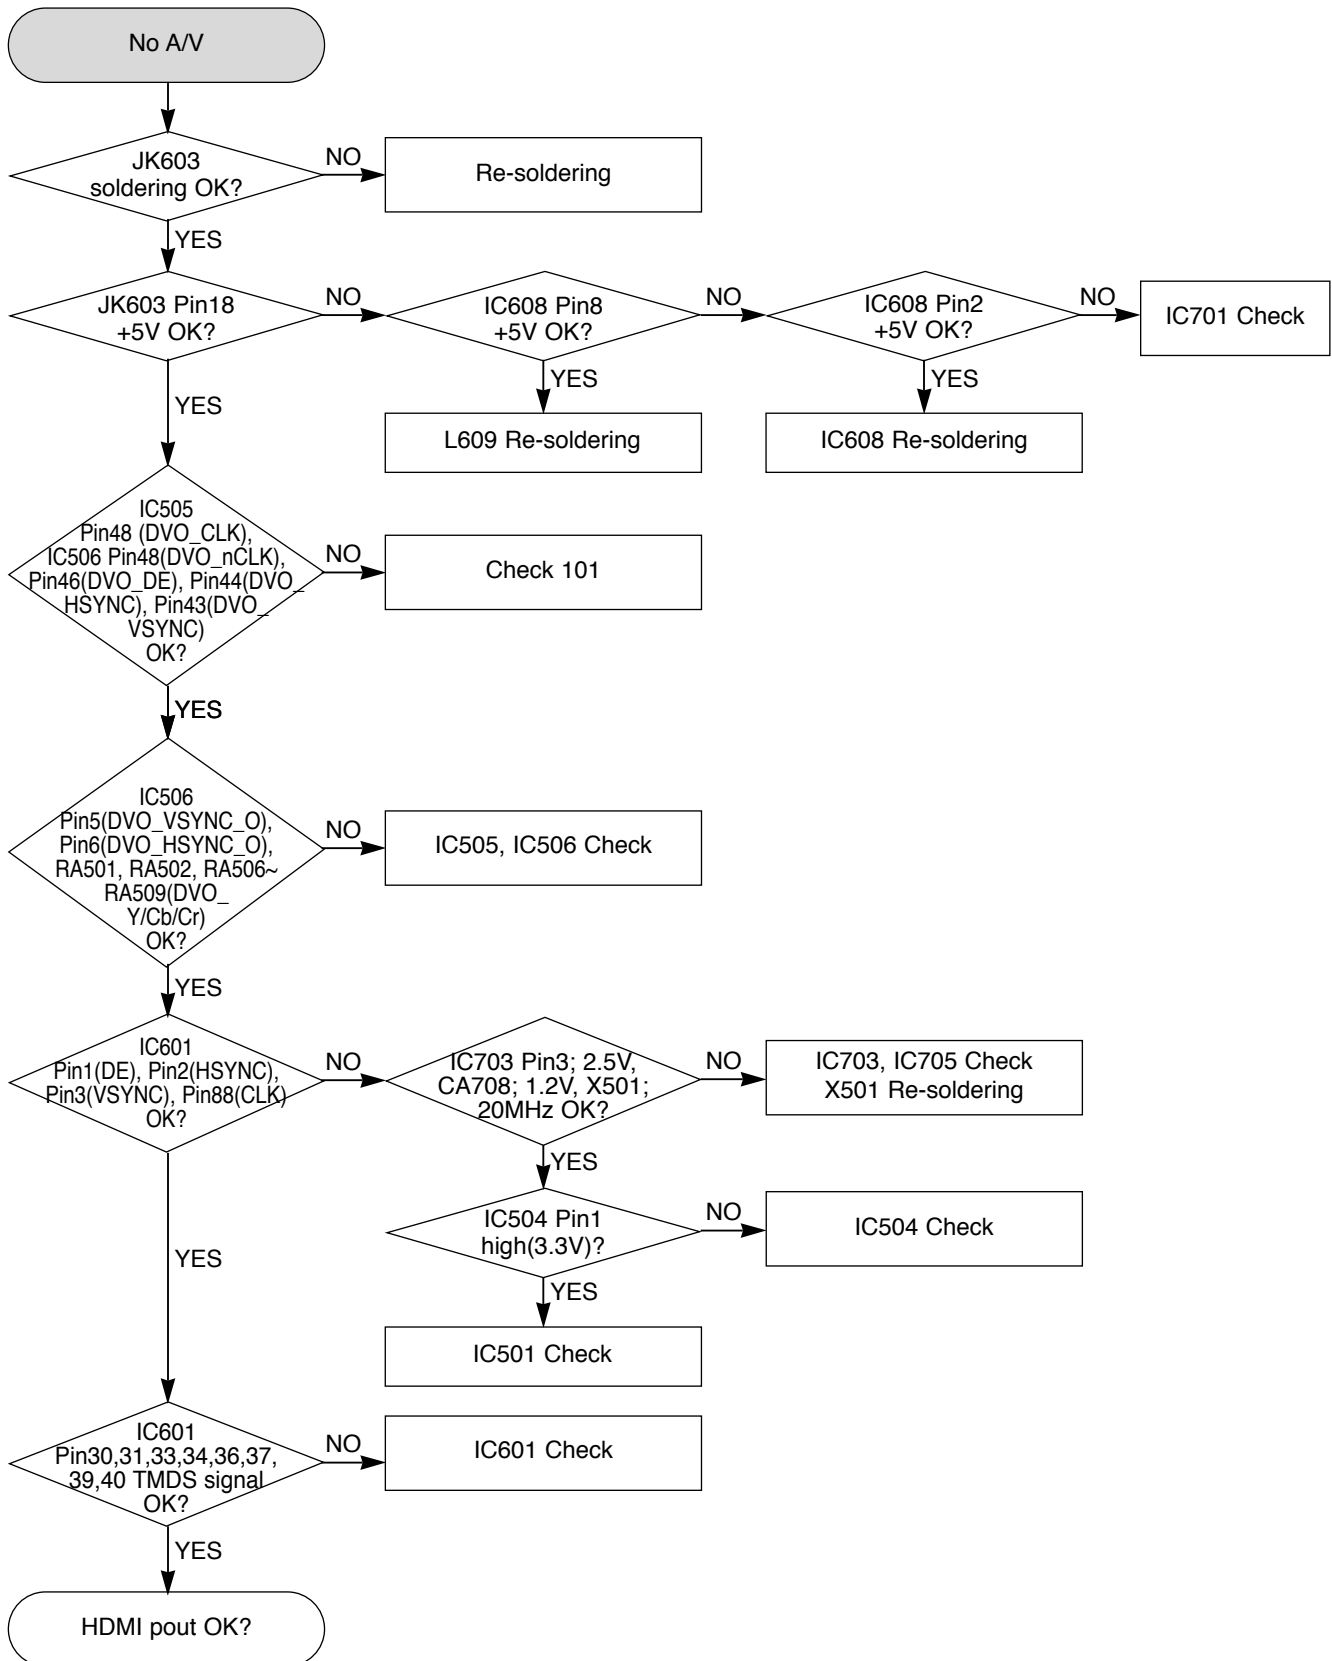 No A/V
JK603
soldering OK?
NO
Re-soldering
YES
JK603 Pin18
+5V OK?
NO
IC608 Pin8
+5V OK?
NO
IC608 Pin2
+5V OK?
NO
IC701 Check
YES
YES
YES
L609 Re-soldering
IC608 Re-soldering
IC505
Pin48 (DVO_CLK),
IC506 Pin48(DVO_nCLK),
Pin46(DVO_DE), Pin44(DVO_
HSYNC), Pin43(DVO_
VSYNC)
OK?
NO
Check 101
YES
IC506
Pin5(DVO_VSYNC_O),
Pin6(DVO_HSYNC_O),
RA501, RA502, RA506~
RA509(DVO_
Y/Cb/Cr)
OK?
NO
IC505, IC506 Check
YES
IC601
Pin1(DE), Pin2(HSYNC),
Pin3(VSYNC), Pin88(CLK)
OK?
NO
IC703 Pin3; 2.5V,
CA708; 1.2V, X501;
20MHz OK?
NO
IC703, IC705 Check
X501 Re-soldering
YES
IC504 Pin1
high(3.3V)?
NO
IC504 Check
YES
YES
IC501 Check
IC601
Pin30,31,33,34,36,37,
39,40 TMDS signal
OK?
NO
IC601 Check
YES
HDMI pout OK?